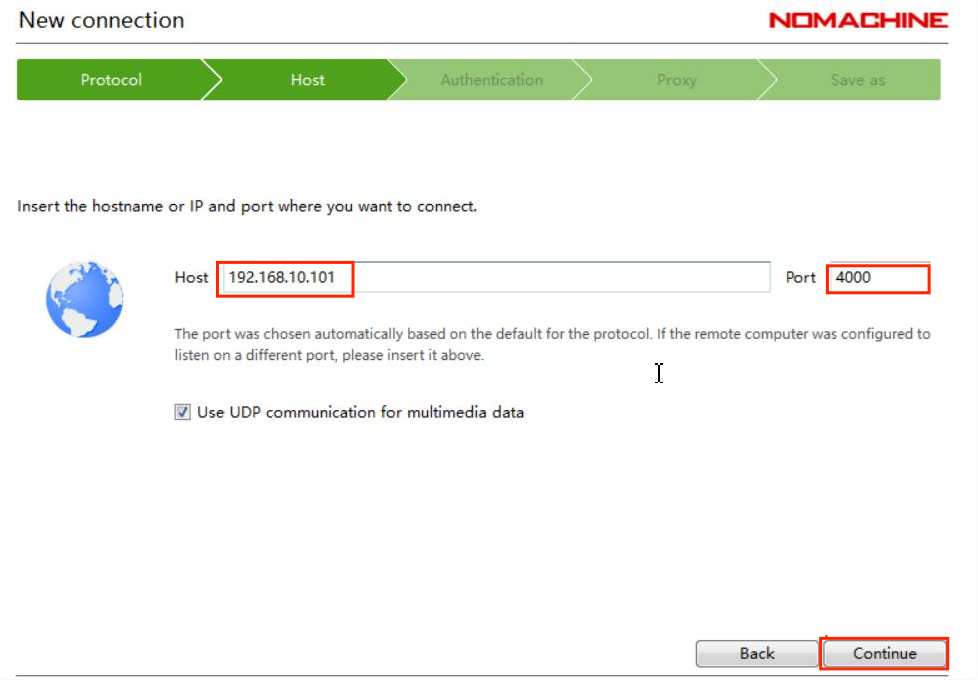 New connection
NOMACHINE
Protocol
Host
Authentication
Proxy
Save as
Insert the hostname or IP and port where you want to connect.
Host 192.168.10.101 Port 4000
The port was chosen automatically based on the default for the protocol. If the remote computer was configured to
listen on a different port, please insert it above.
Use UDP communication for multimedia data
Back
Continue